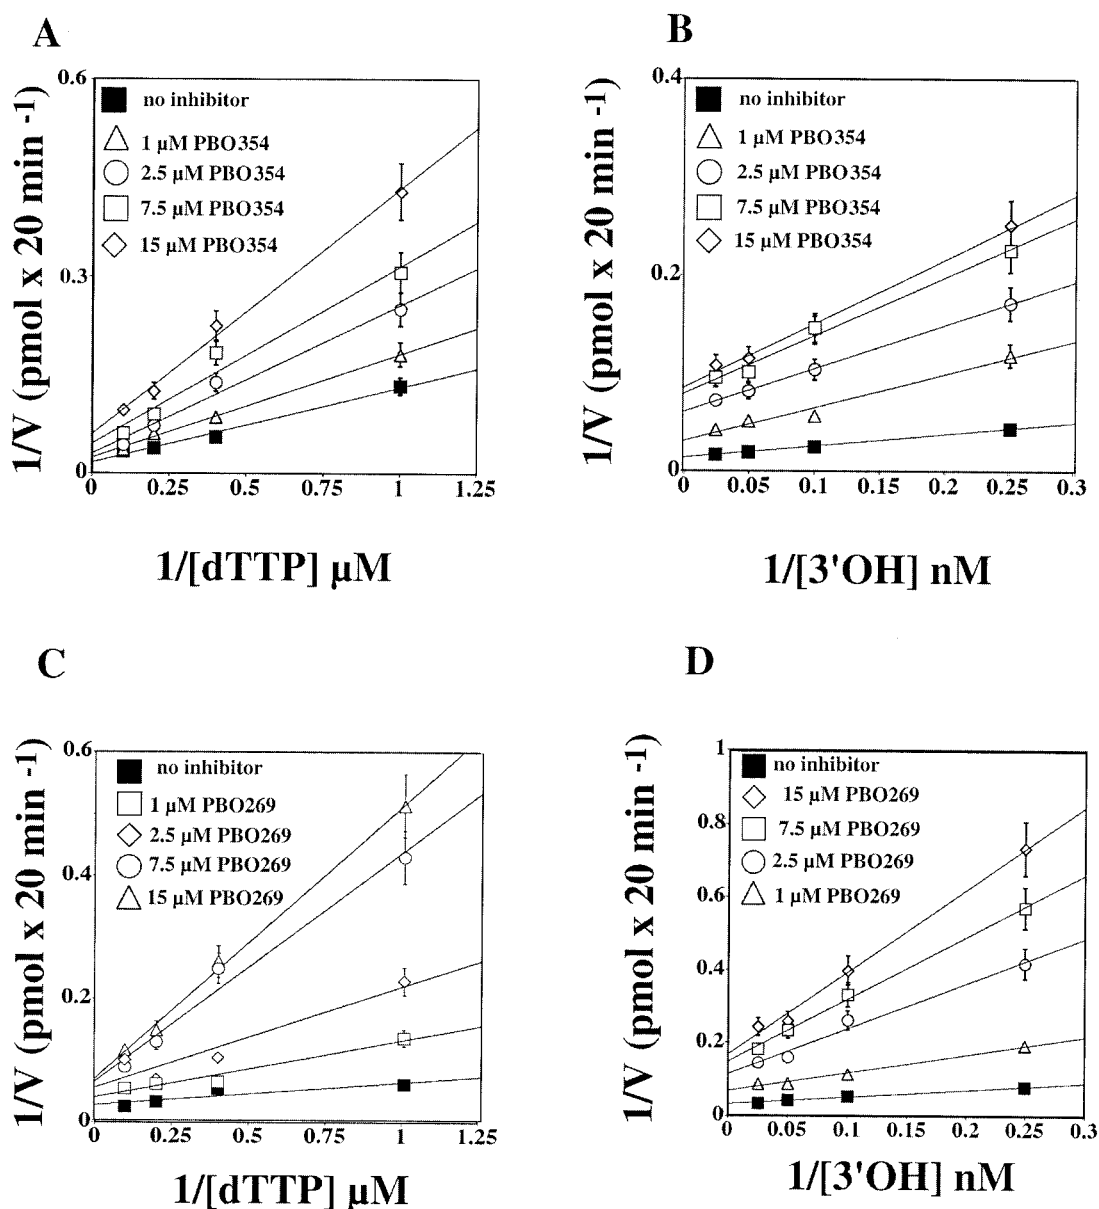 A
1/V (pmol x 20 min -1)
0.6
0.3
0
no inhibitor
1 µM PBO354
2.5 µM PBO354
7.5 µM PBO354
15 µM PBO354
0
0.25
0.5
0.75
1
1.25
1/[dTTP] µM
B
1/V (pmol x 20 min -1)
0.4
0.2
0
no inhibitor
1 µM PBO354
2.5 µM PBO354
7.5 µM PBO354
15 µM PBO354
0
0.05
0.1
0.15
0.2
0.25
0.3
1/[3'OH] nM
C
1/V (pmol x 20 min -1)
0.6
0.4
0.2
0
no inhibitor
1 µM PBO269
2.5 µM PBO269
7.5 µM PBO269
15 µM PBO269
0
0.25
0.5
0.75
1
1.25
1/[dTTP] µM
D
1/V (pmol x 20 min -1)
1
0.8
0.6
0.4
0.2
0
no inhibitor
15 µM PBO269
7.5 µM PBO269
2.5 µM PBO269
1 µM PBO269
0
0.05
0.1
0.15
0.2
0.25
0.3
1/[3'OH] nM